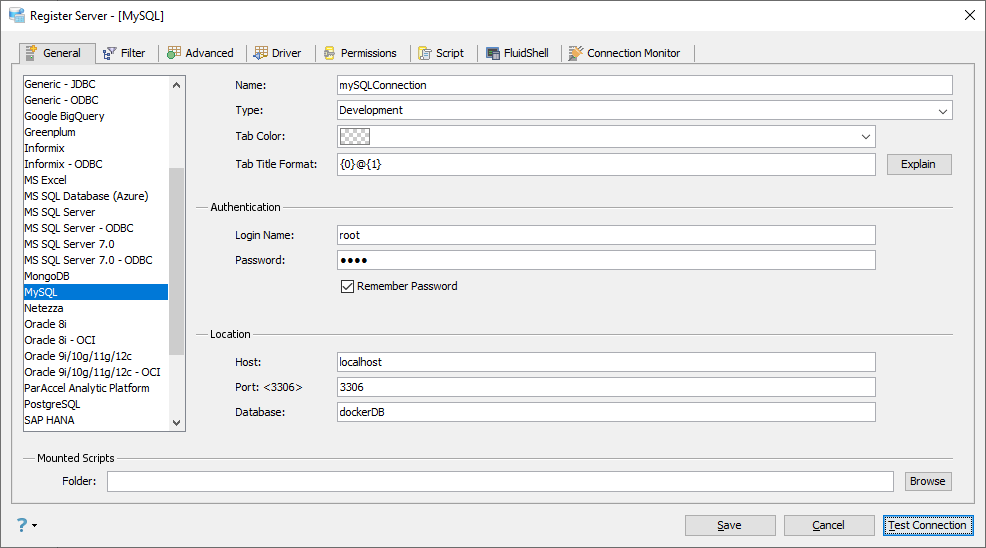 Register Server - [MySQL]
General Filter Advanced Driver Permissions Script FluidShell Connection Monitor
Generic - JDBC
Generic - ODBC
Google BigQuery
Greenplum
Informix
Informix - ODBC
MS Excel
MS SQL Database (Azure)
MS SQL Server
MS SQL Server - ODBC
MS SQL Server 7.0
MS SQL Server 7.0 - ODBC
MongoDB
MySQL
Netezza
Oracle 8i
Oracle 8i - OCI
Oracle 9i/10g/11g/12c
Oracle 9i/10g/11g/12c - OCI
ParAccel Analytic Platform
PostgreSQL
SAP HANA
Name: mySQLConnection
Type: Development
Tab Color:
Tab Title Format: {0}@{1} Explain
Authentication
Login Name: root
Password: ●●●●
Remember Password
Location
Host: localhost
Port: <3306> 3306
Database: dockerDB
Mounted Scripts
Folder: Browse
? Save Cancel Test Connection